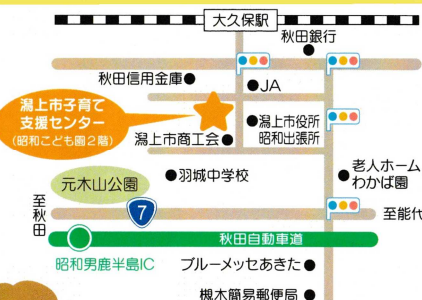 大久保駅
秋田銀行
秋田信用金庫
JA
潟上市子育て
支援センター
(昭和こども園2階)
潟上市役所
昭和出張所
潟上市商工会
羽城中学校
老人ホーム
わかば園
元木山公園
至秋田
7
至能代
秋田自動車道
昭和男鹿半島IC
ブルーメッセあきた
槻木簡易郵便局